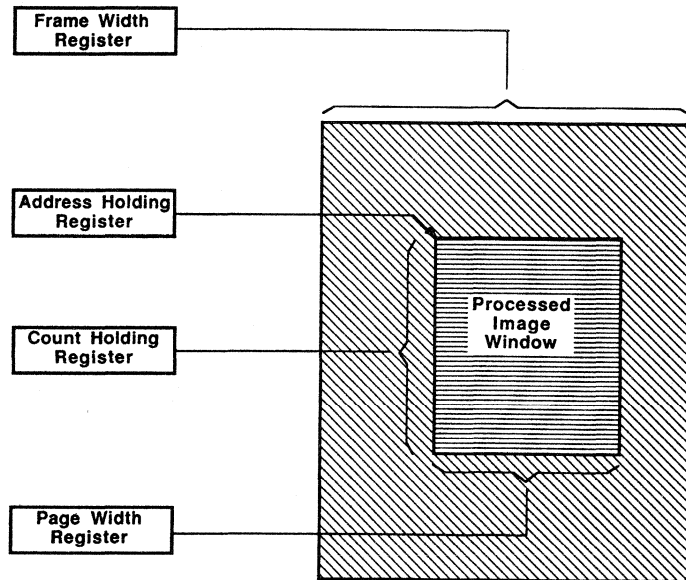 Frame Width
Register
Address Holding
Register
Processed
Image
Window
Count Holding
Register
Page Width
Register